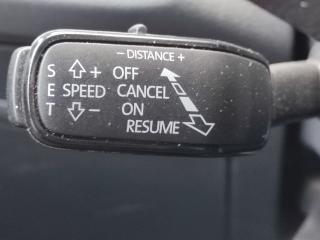 - DISTANCE +
S + OFF
E SPEED CANCEL
T - ON
RESUME